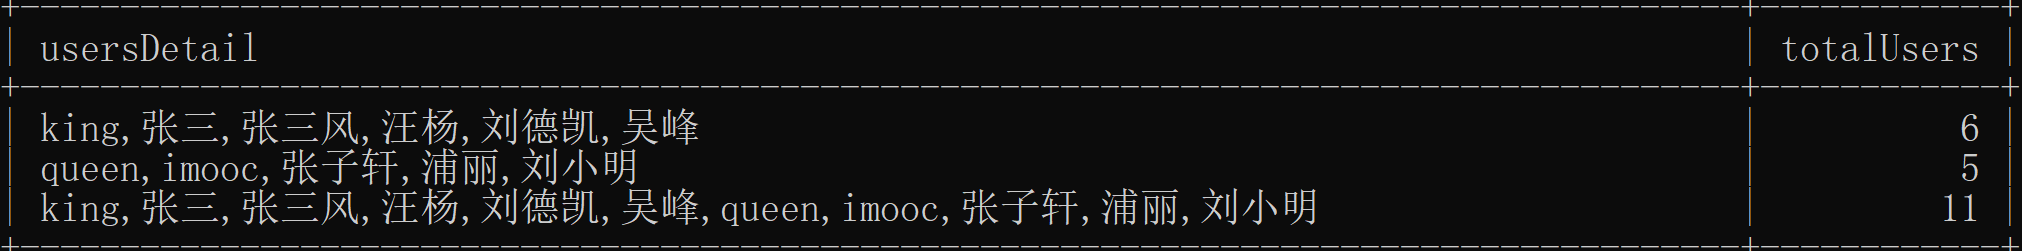 usersDetail totalUsers
king,张三,张三风,汪杨,刘德凯,吴峰 6
queen,imooc,张子轩,浦丽,刘小明 5
king,张三,张三风,汪杨,刘德凯,吴峰,queen,imooc,张子轩,浦丽,刘小明 11